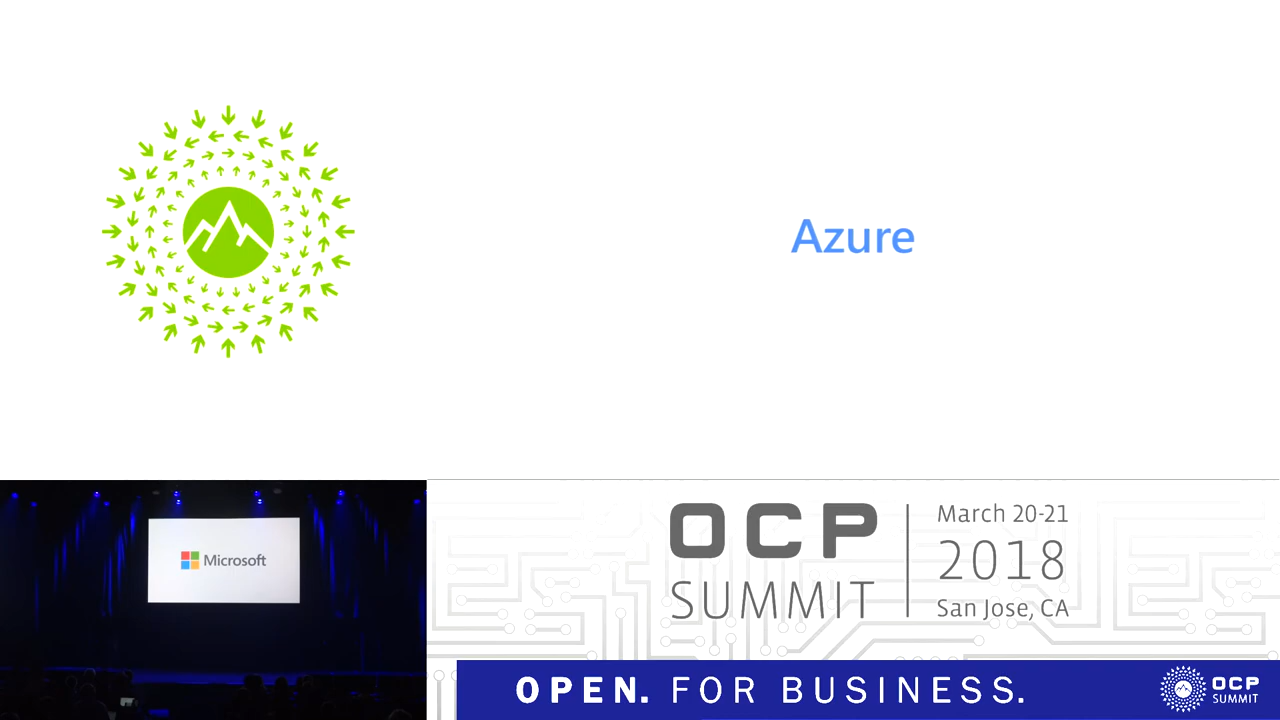 Azure
Microsoft
OCP
SUMMIT
March 20-21
2018
San Jose, CA
OPEN. FOR BUSINESS.
OCP
SUMMIT